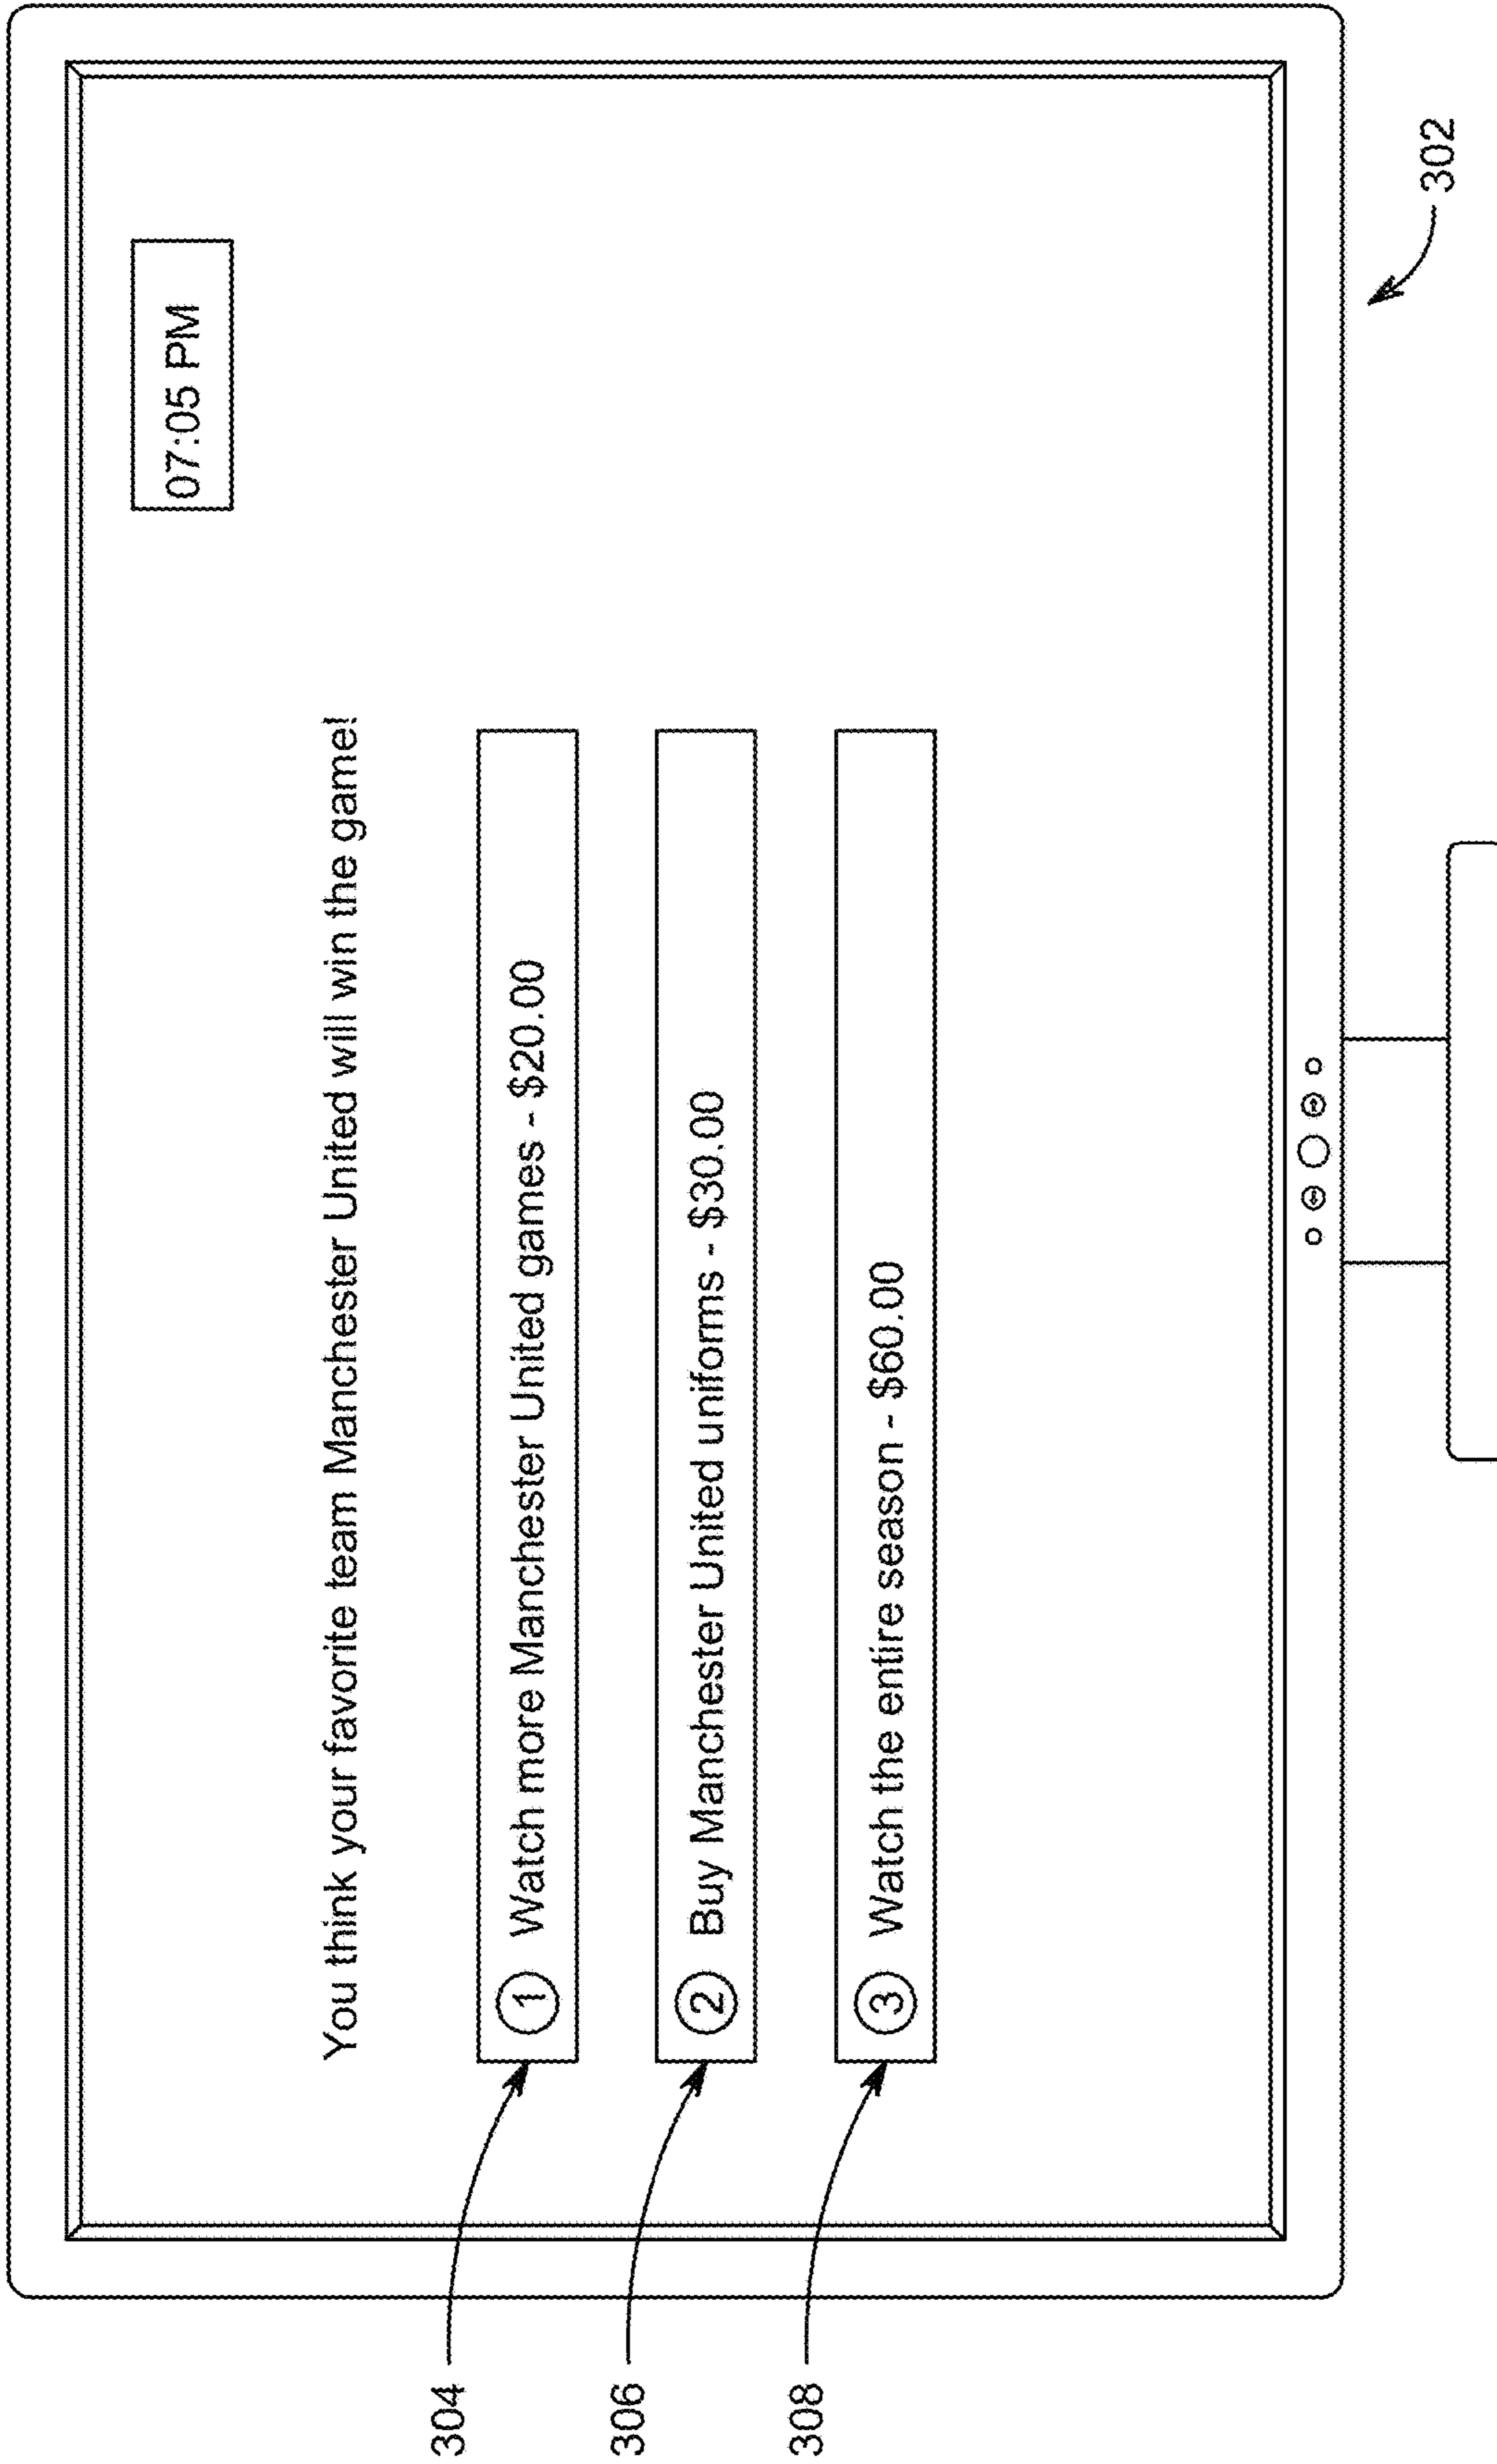 07:05 PM
You think your favorite team Manchester United will win the game!
304
1 Watch more Manchester United games - $20.00
306
2 Buy Manchester United uniforms - $30.00
308
3 Watch the entire season - $60.00
302